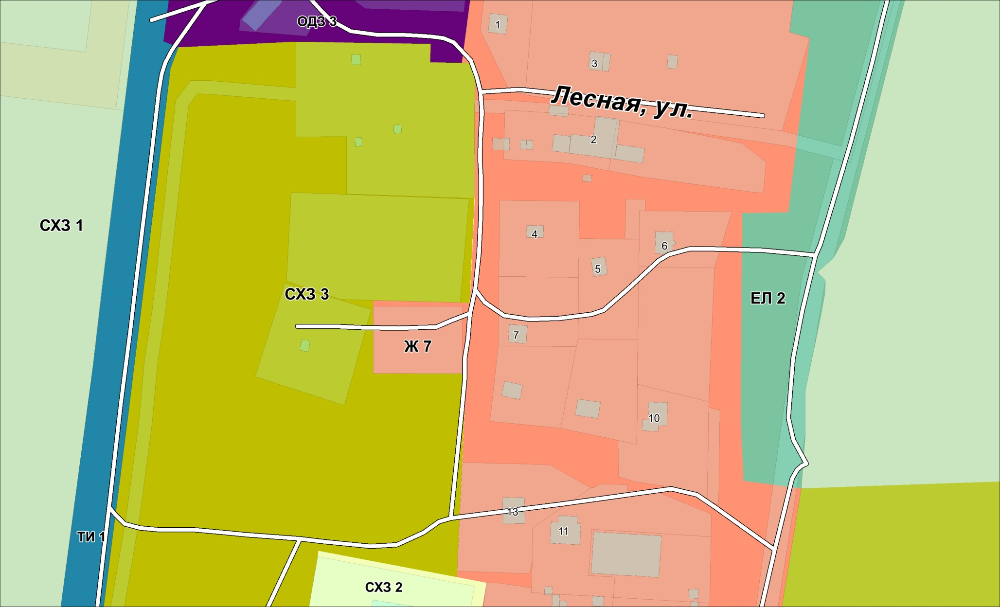 ОДЗ 3
1
3
Лесная, ул.
2
СХЗ 1
4
6
5
СХЗ 3
ЕЛ 2
7
Ж 7
10
13
11
ТИ 1
СХЗ 2